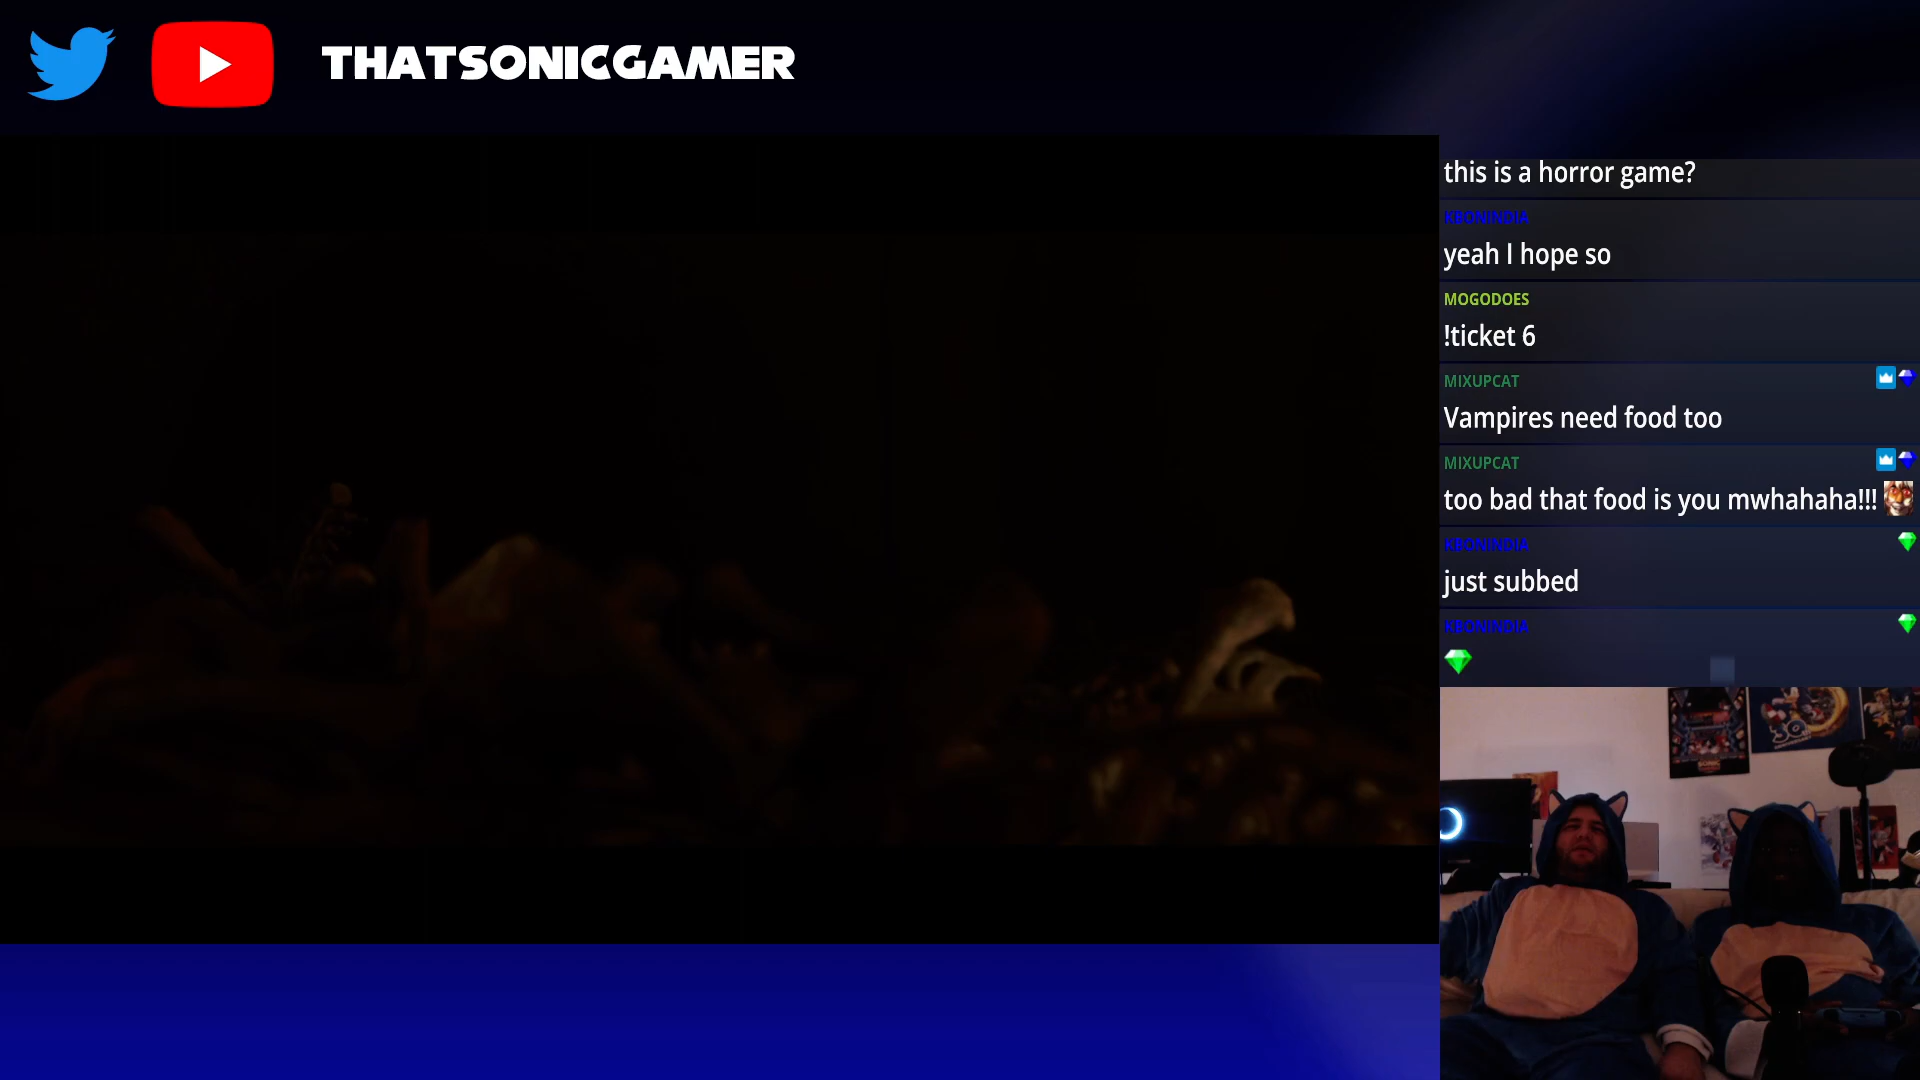 THATSONICGAMER
this is a horror game?
KBONINDIA
yeah I hope so
MOGODOES
!ticket 6
MIXUPCAT
Vampires need food too
MIXUPCAT
too bad that food is you mwhahaha!!!
KBONINDIA
just subbed
KBONINDIA